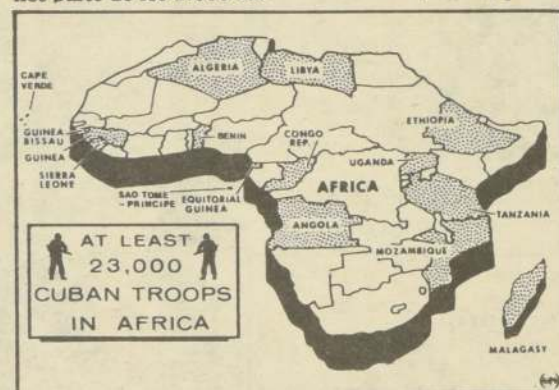 ALGERIA
LIBYA
CAPE
VERDE
ETHIOPIA
GUINEA
BISSAU
BENIN
CONGO
REP.
GUINEA
UGANDA
SIERRA
LEONE
AFRICA
SAO TOME
- PRINCIPE
EQUITORIAL
GUINEA
TANZANIA
ANGOLA
MOZAMBIQUE
AT LEAST
23,000
CUBAN TROOPS
IN AFRICA
MALAGASY